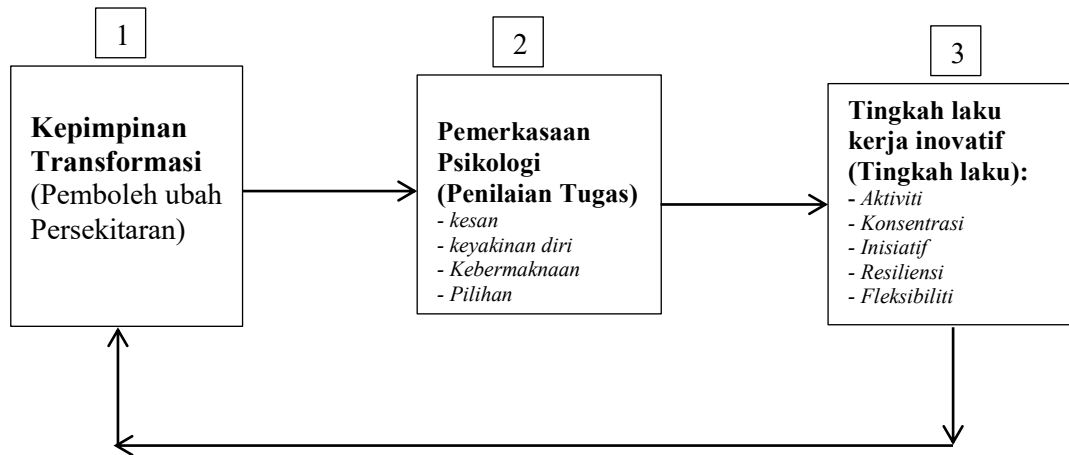 1
Kepimpinan
Transformasi
(Pemboleh ubah
Persekitaran)
2
Pemerkasaan
Psikologi
(Penilaian Tugas)
- kesan
- keyakinan diri
- Kebermaknaan
- Pilihan
3
Tingkah laku
kerja inovatif
(Tingkah laku):
- Aktiviti
- Konsentrasi
- Inisiatif
- Resiliensi
- Fleksibiliti